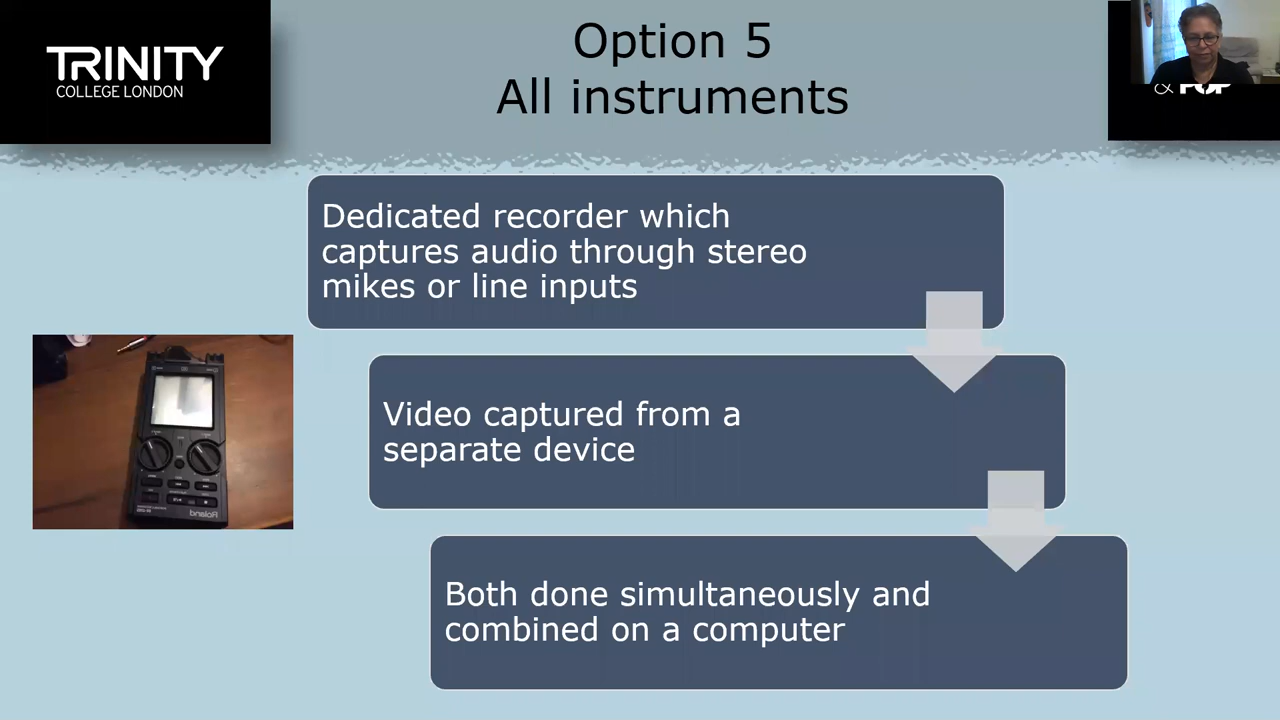 TRINITY
COLLEGE LONDON
Option 5
All instruments
& POP
Dedicated recorder which
captures audio through stereo
mikes or line inputs
Video captured from a
separate device
Both done simultaneously and
combined on a computer
Roland